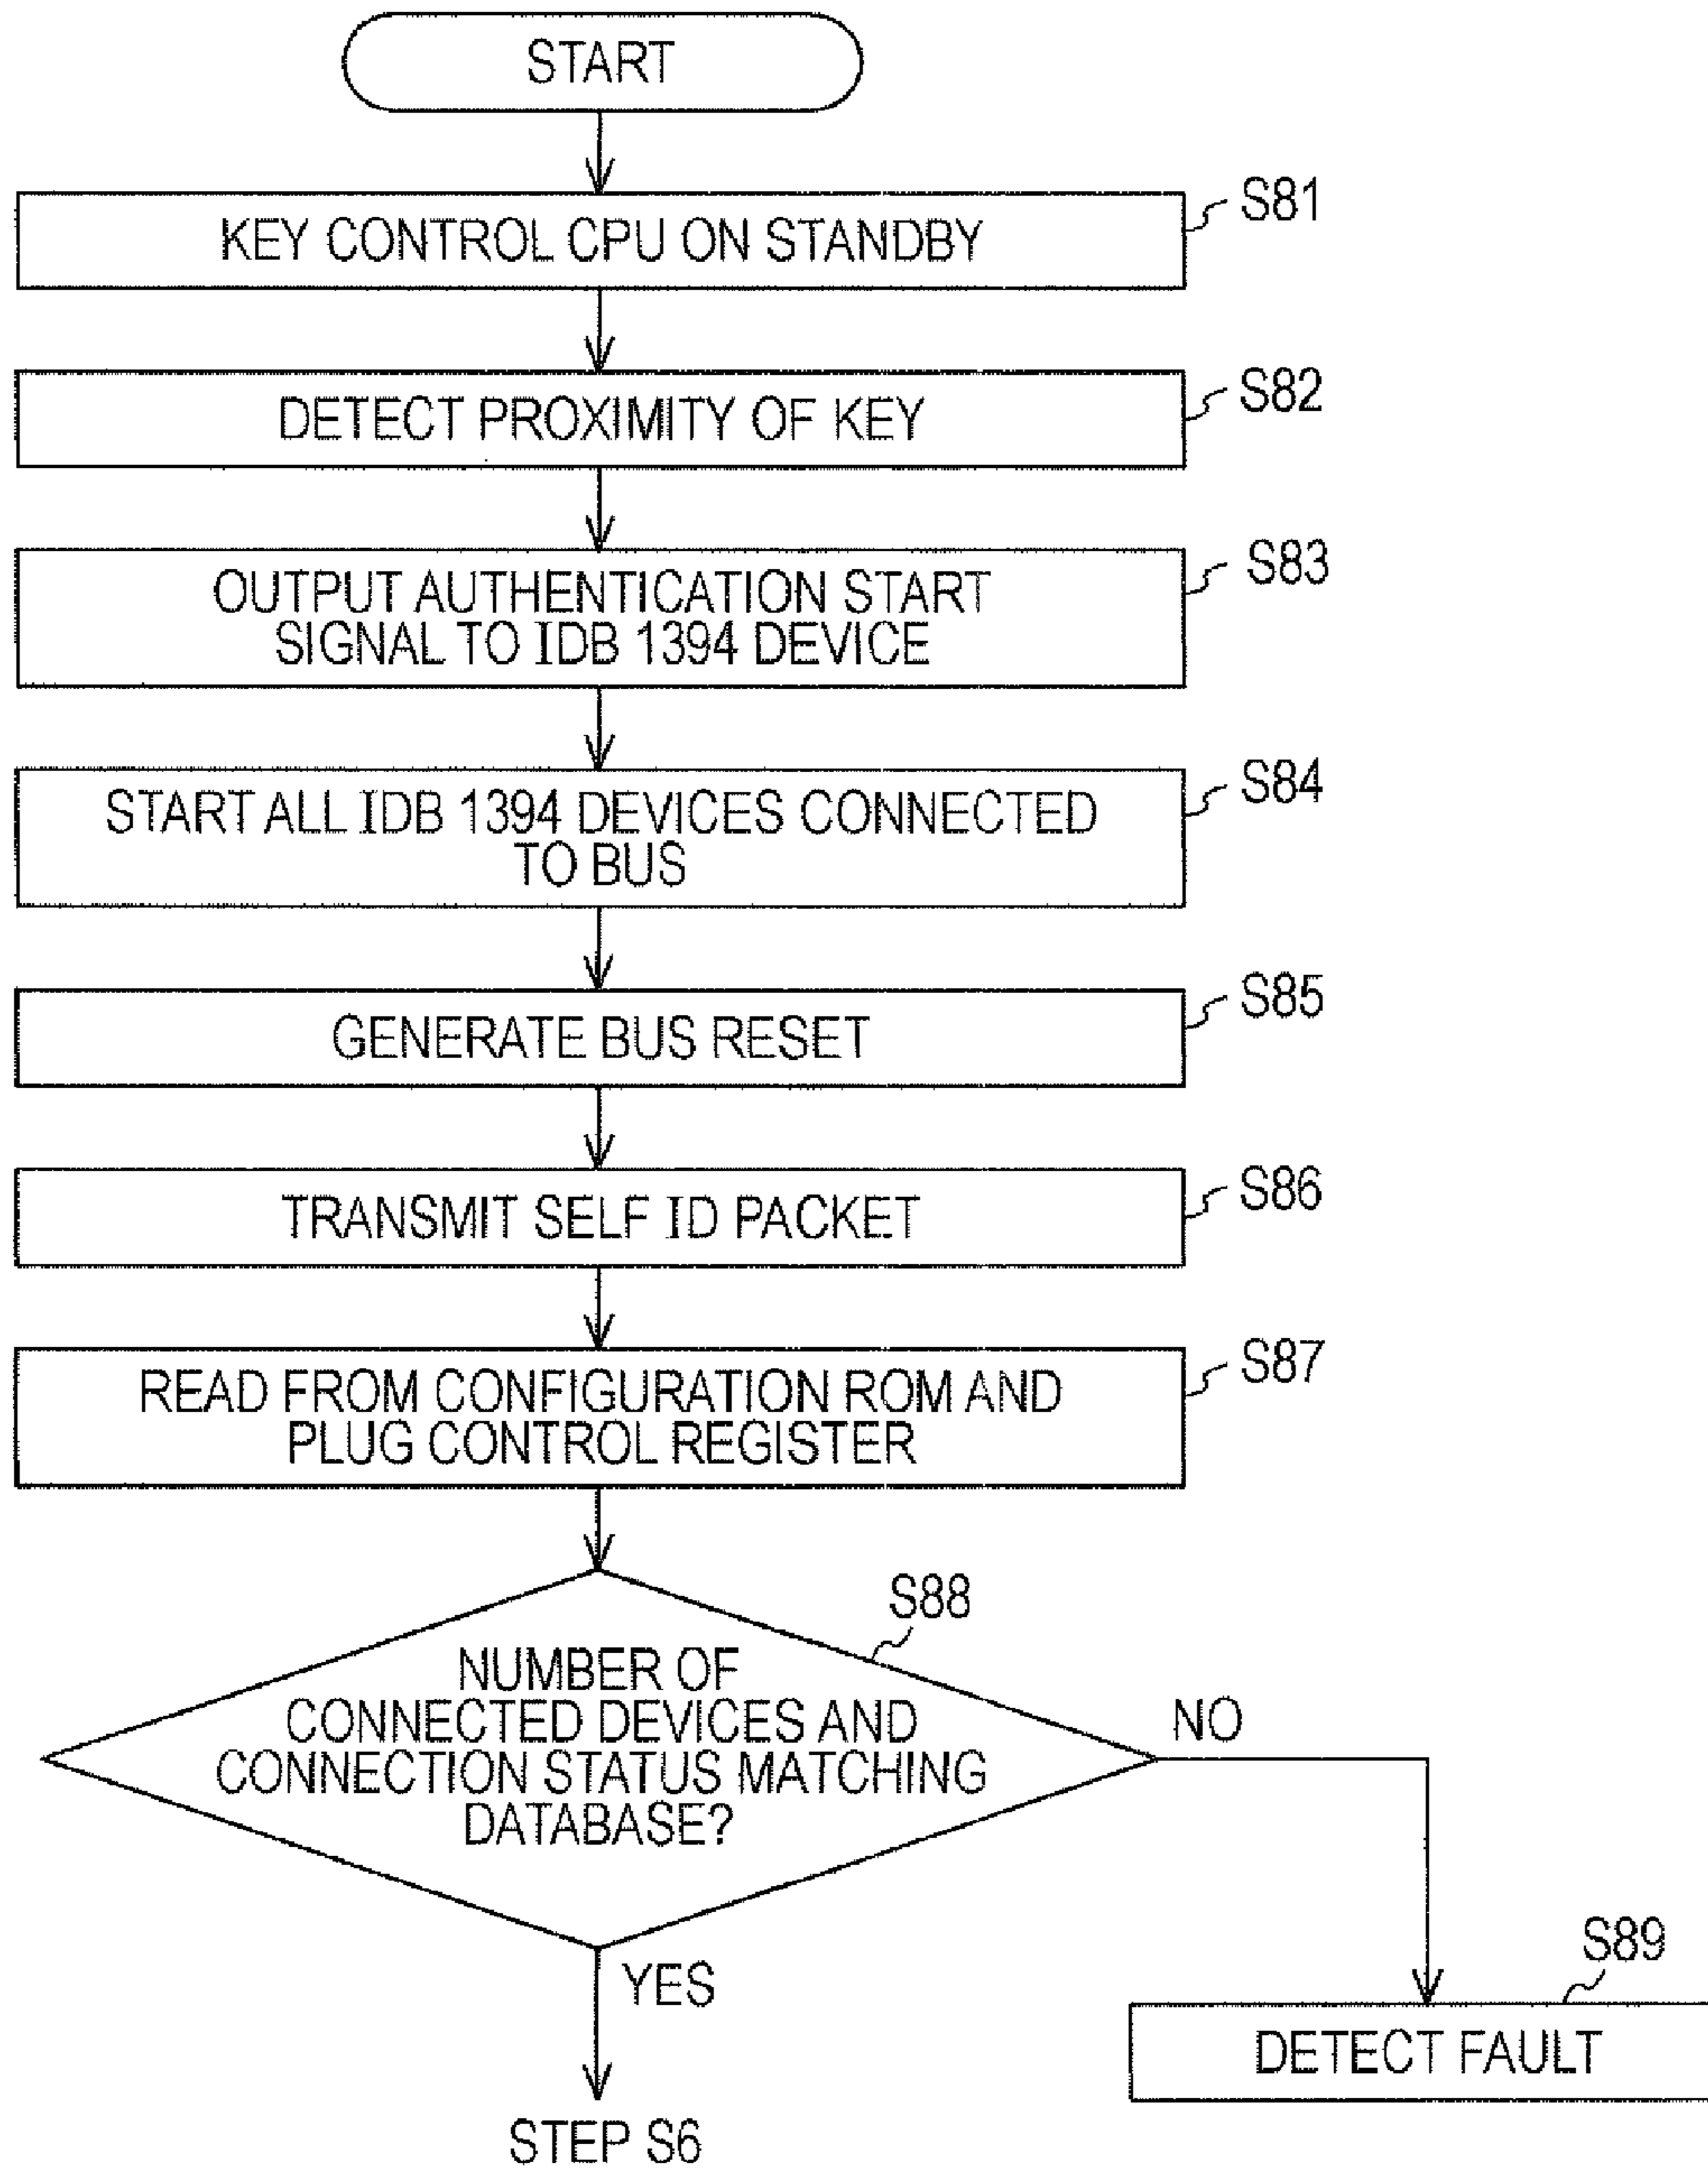 START
S81
KEY CONTROL CPU ON STANDBY
S82
DETECT PROXIMITY OF KEY
S83
OUTPUT AUTHENTICATION START
SIGNAL TO IDB 1394 DEVICE
S84
START ALL IDB 1394 DEVICES CONNECTED
TO BUS
S85
GENERATE BUS RESET
S86
TRANSMIT SELF ID PACKET
S87
READ FROM CONFIGURATION ROM AND
PLUG CONTROL REGISTER
S88
NUMBER OF
CONNECTED DEVICES AND
CONNECTION STATUS MATCHING
DATABASE?
NO
YES
S89
DETECT FAULT
STEP S6